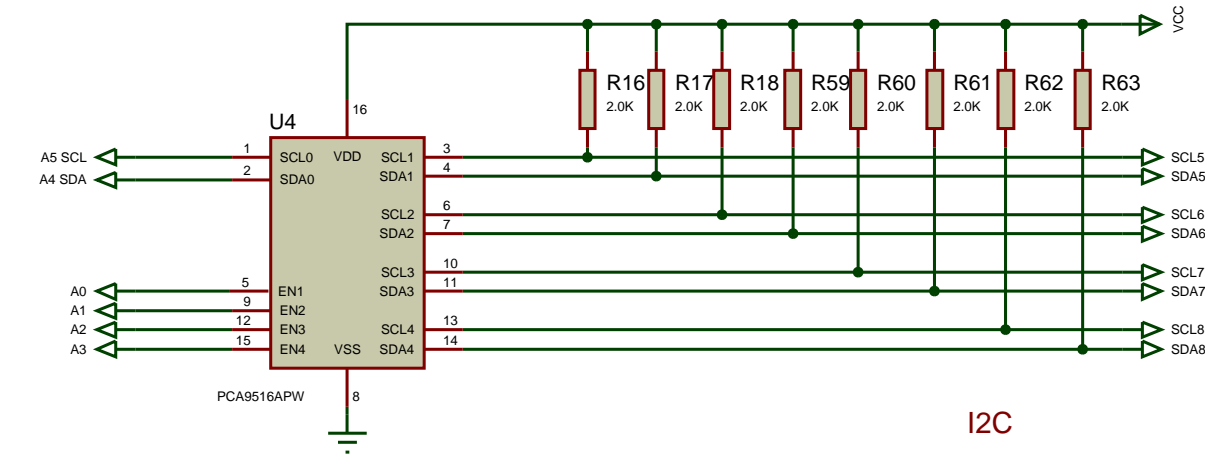 VCC
R16 R17 R18 R59 R60 R61 R62 R63
2.0K 2.0K 2.0K 2.0K 2.0K 2.0K 2.0K 2.0K
16
U4
A5 SCL 1 SCL0 VDD SCL1 3 SCL5
A4 SDA 2 SDA0 SDA1 4 SDA5
SCL2 6 SCL6
SDA2 7 SDA6
SCL3 10 SCL7
A0 5 EN1 SDA3 11 SDA7
A1 9 EN2
A2 12 EN3 SCL4 13 SCL8
A3 15 EN4 VSS SDA4 14 SDA8
PCA9516APW 8
I2C